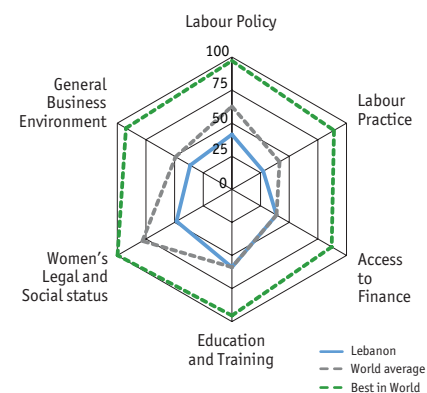 Labour Policy
100
75
50
25
0
General
Business
Environment
Labour
Practice
Women's
Legal and
Social status
Access
to
Finance
Education
and Training
Lebanon
World average
Best in World